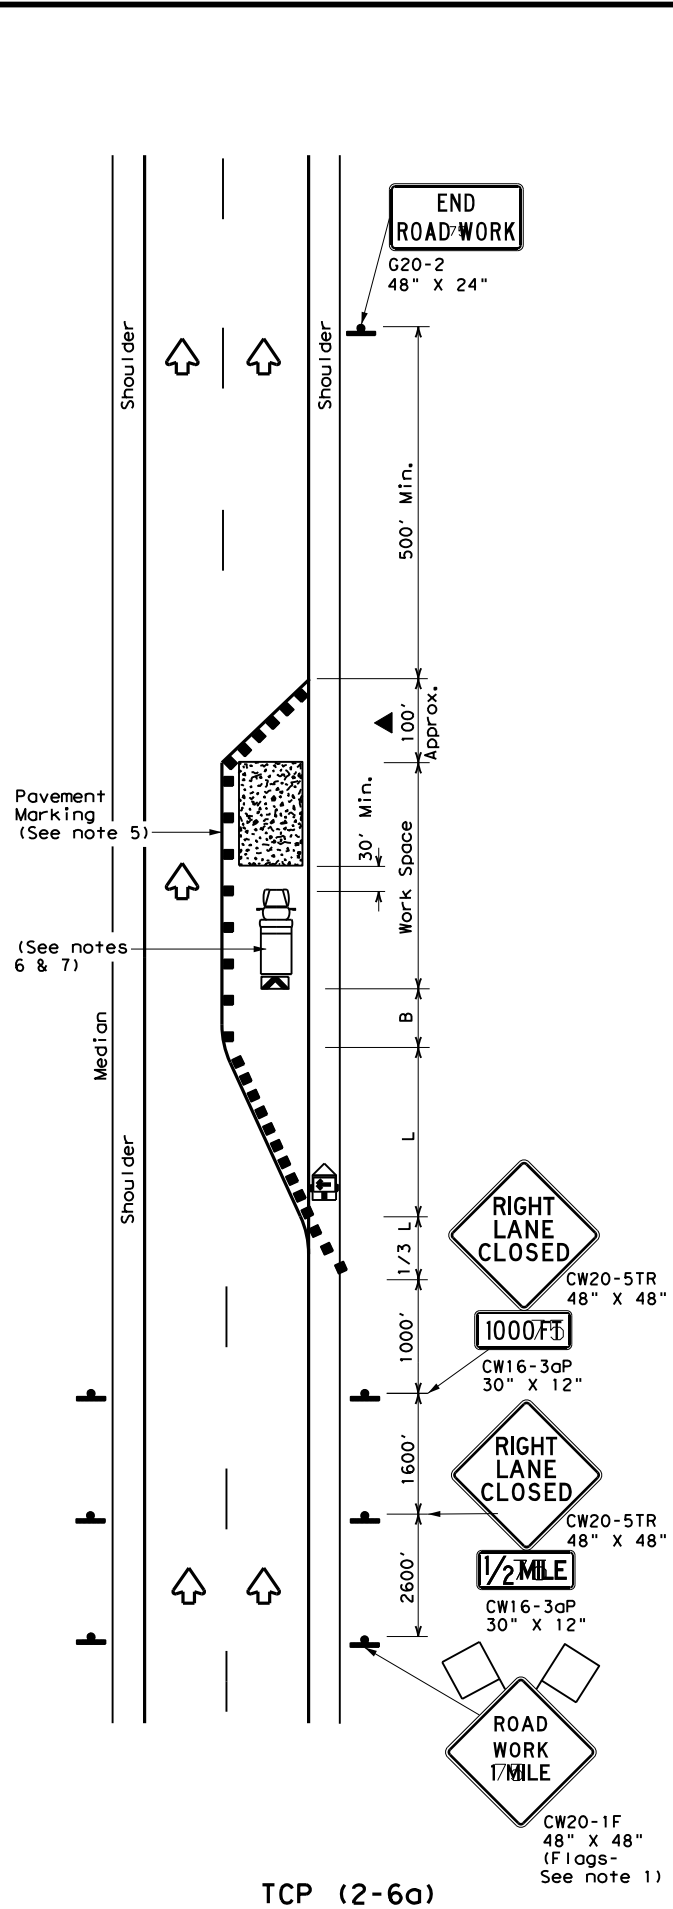 END
ROAD WORK
G20-2
48" X 24"
Shoulder
Shoulder
500' Min.
100'
Approx.
30' Min.
Pavement
Marking
(See note 5)
Work Space
(See notes
6 & 7)
B
Median
L
Shoulder
RIGHT
LANE
CLOSED
1/3 L
CW20-5TR
48" X 48"
1000 FT
1000'
CW16-3aP
30" X 12"
RIGHT
LANE
CLOSED
1600'
CW20-5TR
48" X 48"
1/2 MILE
2600'
CW16-3aP
30" X 12"
ROAD
WORK
1 MILE
CW20-1F
48" X 48"
(Flags-
See note 1)
TCP (2-6a)